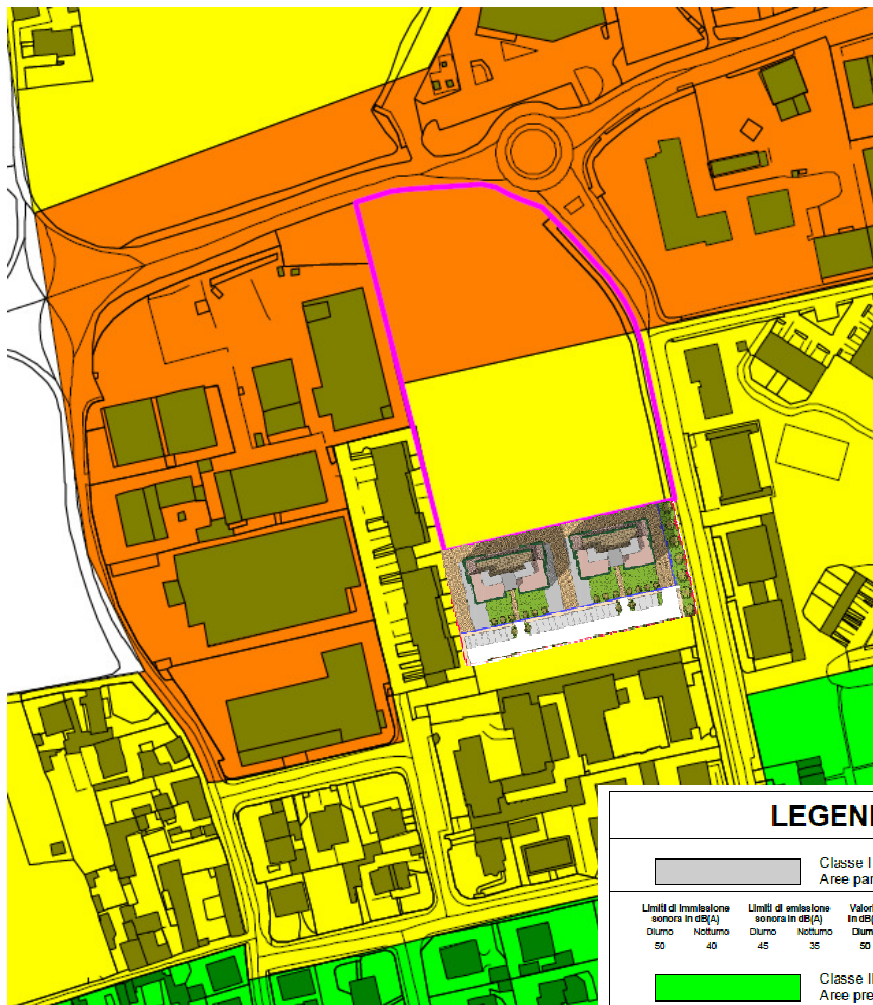 LEGEN
Classe I
Aree par
Limiti di immissione Limiti di emissione Valori
sonora in dB(A) sonora in dB(A) in dB(
Diurno Notturno Diurno Notturno Diurn
50 40 45 35 50
Classe II
Aree pre